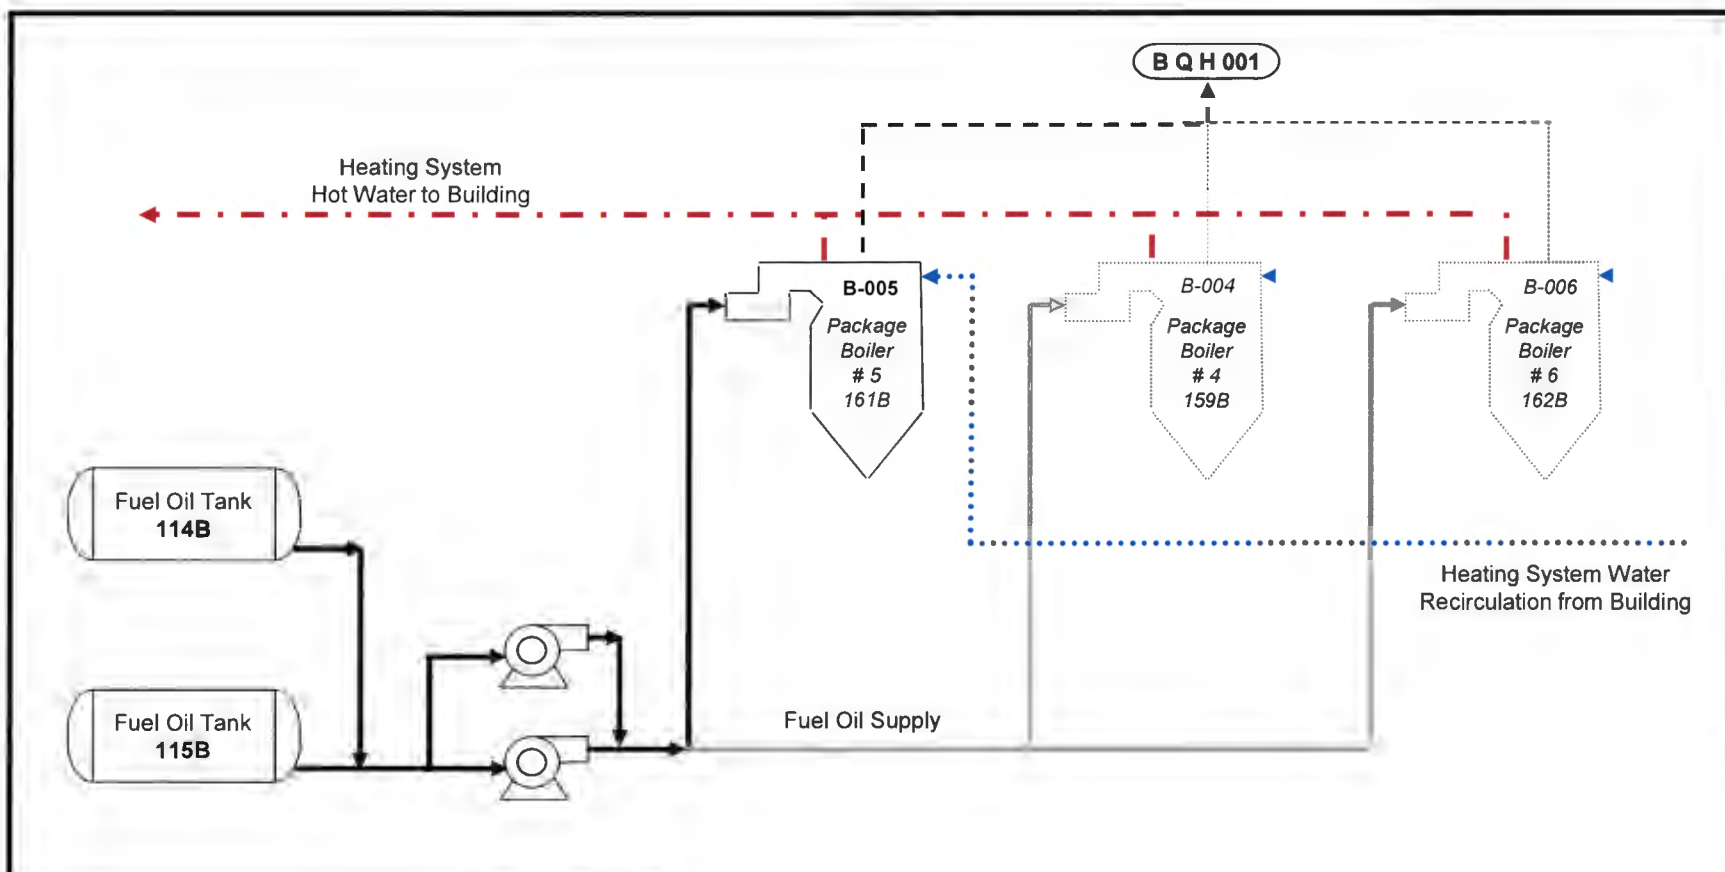 B Q H 001
Heating System
Hot Water to Building
B-005
Package
Boiler
# 5
161B
B-004
Package
Boiler
# 4
159B
B-006
Package
Boiler
# 6
162B
Fuel Oil Tank
114B
Heating System Water
Recirculation from Building
Fuel Oil Tank
115B
Fuel Oil Supply